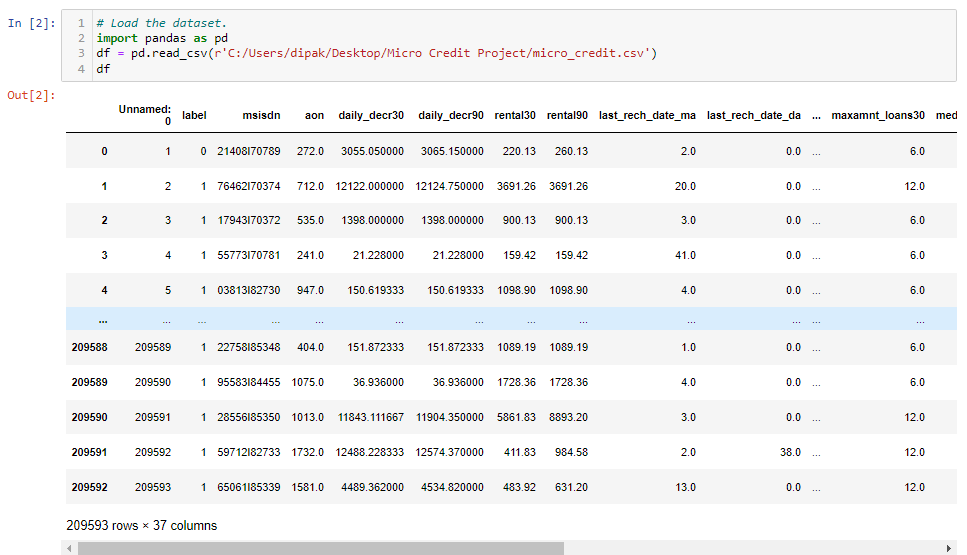 In [2]:
1 # Load the dataset.
2 import pandas as pd
3 df = pd.read_csv(r'C:/Users/dipak/Desktop/Micro Credit Project/micro_credit.csv')
4 df
Out[2]:
Unnamed: 0 label msisdn aon daily_decr30 daily_decr90 rental30 rental90 last_rech_date_ma last_rech_date_da ... maxamnt_loans30 med
0 1 0 21408I70789 272.0 3055.050000 3065.150000 220.13 260.13 2.0 0.0 ... 6.0
1 2 1 76462I70374 712.0 12122.000000 12124.750000 3691.26 3691.26 20.0 0.0 ... 12.0
2 3 1 17943I70372 535.0 1398.000000 1398.000000 900.13 900.13 3.0 0.0 ... 6.0
3 4 1 55773I70781 241.0 21.228000 21.228000 159.42 159.42 41.0 0.0 ... 6.0
4 5 1 03813I82730 947.0 150.619333 150.619333 1098.90 1098.90 4.0 0.0 ... 6.0
... ... ... ... ... ... ... ... ... ... ... ... ...
209588 209589 1 22758I85348 404.0 151.872333 151.872333 1089.19 1089.19 1.0 0.0 ... 6.0
209589 209590 1 95583I84455 1075.0 36.936000 36.936000 1728.36 1728.36 4.0 0.0 ... 6.0
209590 209591 1 28556I85350 1013.0 11843.111667 11904.350000 5861.83 8893.20 3.0 0.0 ... 12.0
209591 209592 1 59712I82733 1732.0 12488.228333 12574.370000 411.83 984.58 2.0 38.0 ... 12.0
209592 209593 1 65061I85339 1581.0 4489.362000 4534.820000 483.92 631.20 13.0 0.0 ... 12.0
209593 rows × 37 columns